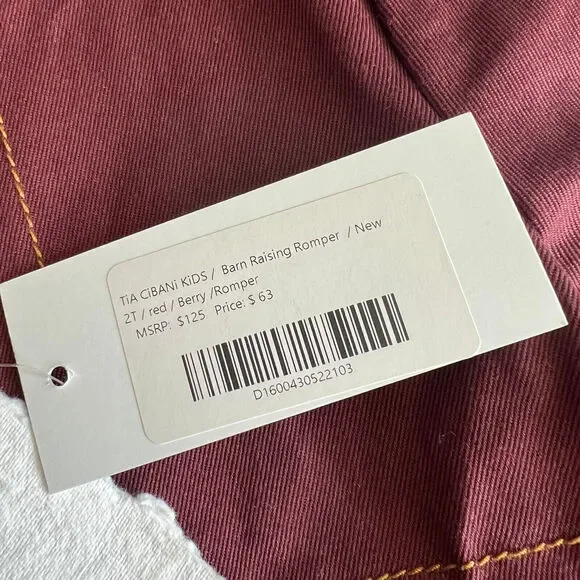 TiA CiBANi KiDS / Barn Raising Romper / New
2T / red / Berry /Romper
MSRP: $125 Price: $ 63
D1600430522103